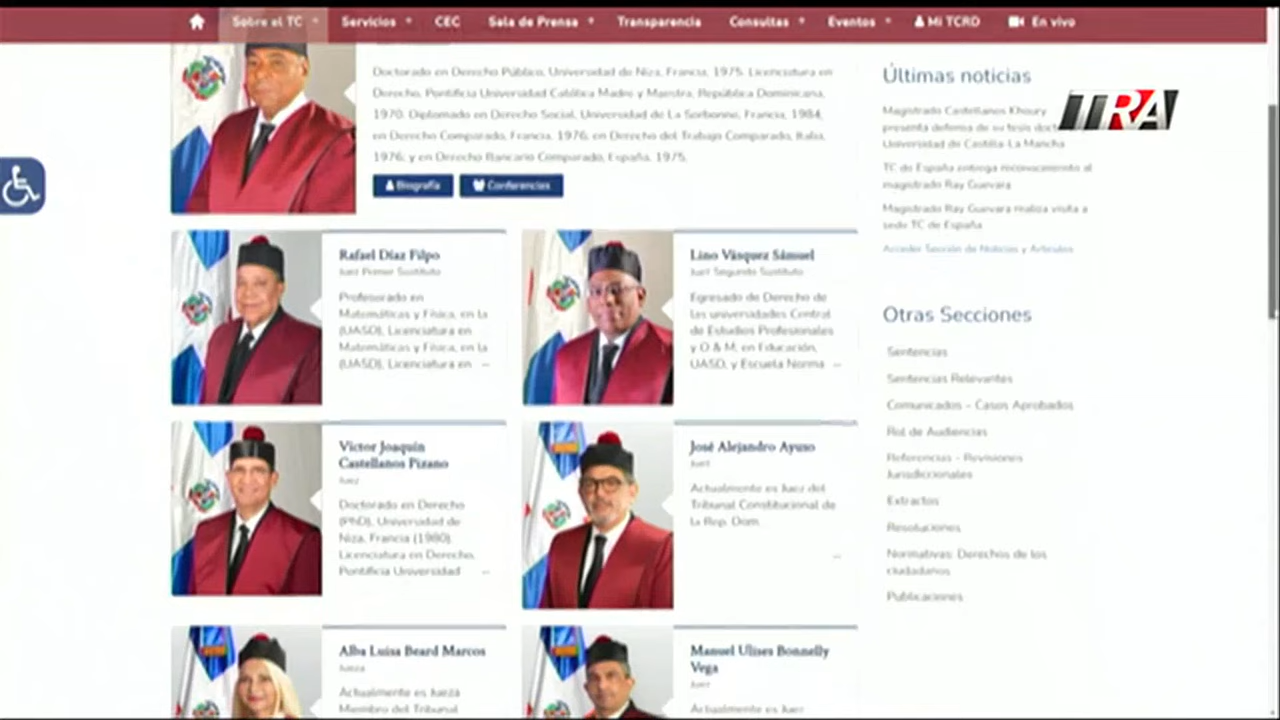 Sobre el TC
Servicios
CEC
Sala de Prensa
Transparencia
Consultas
Eventos
Mi TCRD
En vivo
Doctorado en Derecho Público, Universidad de Niza, Francia, 1975. Licenciatura en
Derecho, Pontificia Universidad Católica Madre y Maestra, República Dominicana,
1970. Diplomado en Derecho Social, Universidad de La Sorbonne, Francia, 1984,
en Derecho Comparado, Francia, 1976, en Derecho del Trabajo Comparado, Italia,
1976; y en Derecho Bancario Comparado, España, 1975.
Biografía
Conferencias
Rafael Díaz Filpo
Juez Primer Sustituto
Profesorado en
Matemáticas y Física, en la
(UASD), Licenciatura en
Matemáticas y Física, en la
(UASD), Licenciatura en
Lino Vásquez Sámuel
Juez Segundo Sustituto
Egresado de Derecho de
las universidades Central
de Estudios Profesionales
y O & M, en Educación,
UASD, y Escuela Norma
Víctor Joaquín
Castellanos Pizano
Juez
Doctorado en Derecho
(PhD), Universidad de
Niza, Francia (1980).
Licenciatura en Derecho,
Pontificia Universidad
José Alejandro Ayuso
Juez
Actualmente es Juez del
Tribunal Constitucional de
la Rep. Dom.
Alba Luisa Beard Marcos
Jueza
Actualmente es Jueza
Miembro del Tribunal
Manuel Ulises Bonnelly
Vega
Juez
Actualmente es Juez
Últimas noticias
TRA
Magistrado Castellanos Khoury
presenta defensa de su tesis doct
Universidad de Castilla-La Mancha
TC de España entrega reconocimiento al
magistrado Ray Guevara
Magistrado Ray Guevara realiza visita a
sede TC de España
Acceder Sección de Noticias y Artículos
Otras Secciones
Sentencias
Sentencias Relevantes
Comunicados - Casos Aprobados
Rol de Audiencias
Referencias - Revisiones
Jurisdiccionales
Extractos
Resoluciones
Normativas: Derechos de los
ciudadanos
Publicaciones